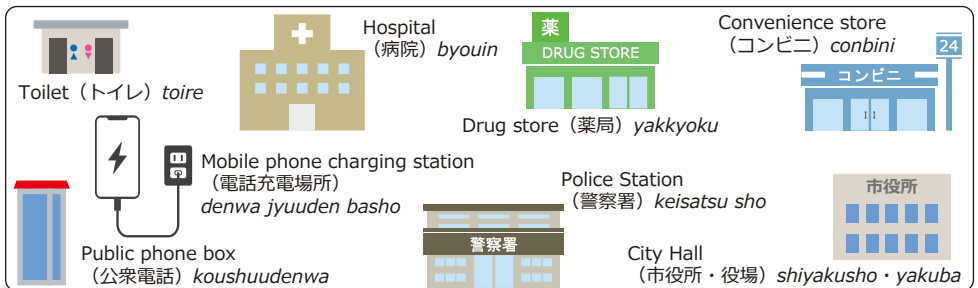 Toilet（トイレ）toire
Hospital
（病院）byouin
薬
DRUG STORE
Drug store（薬局）yakkyoku
Convenience store
（コンビニ）conbini
24
コンビニ
Mobile phone charging station
（電話充電場所）
denwa jyuuden basho
Public phone box
（公衆電話）koushuudenwa
Police Station
（警察署）keisatsu sho
警察署
City Hall
（市役所・役場）shiyakusho・yakuba
市役所